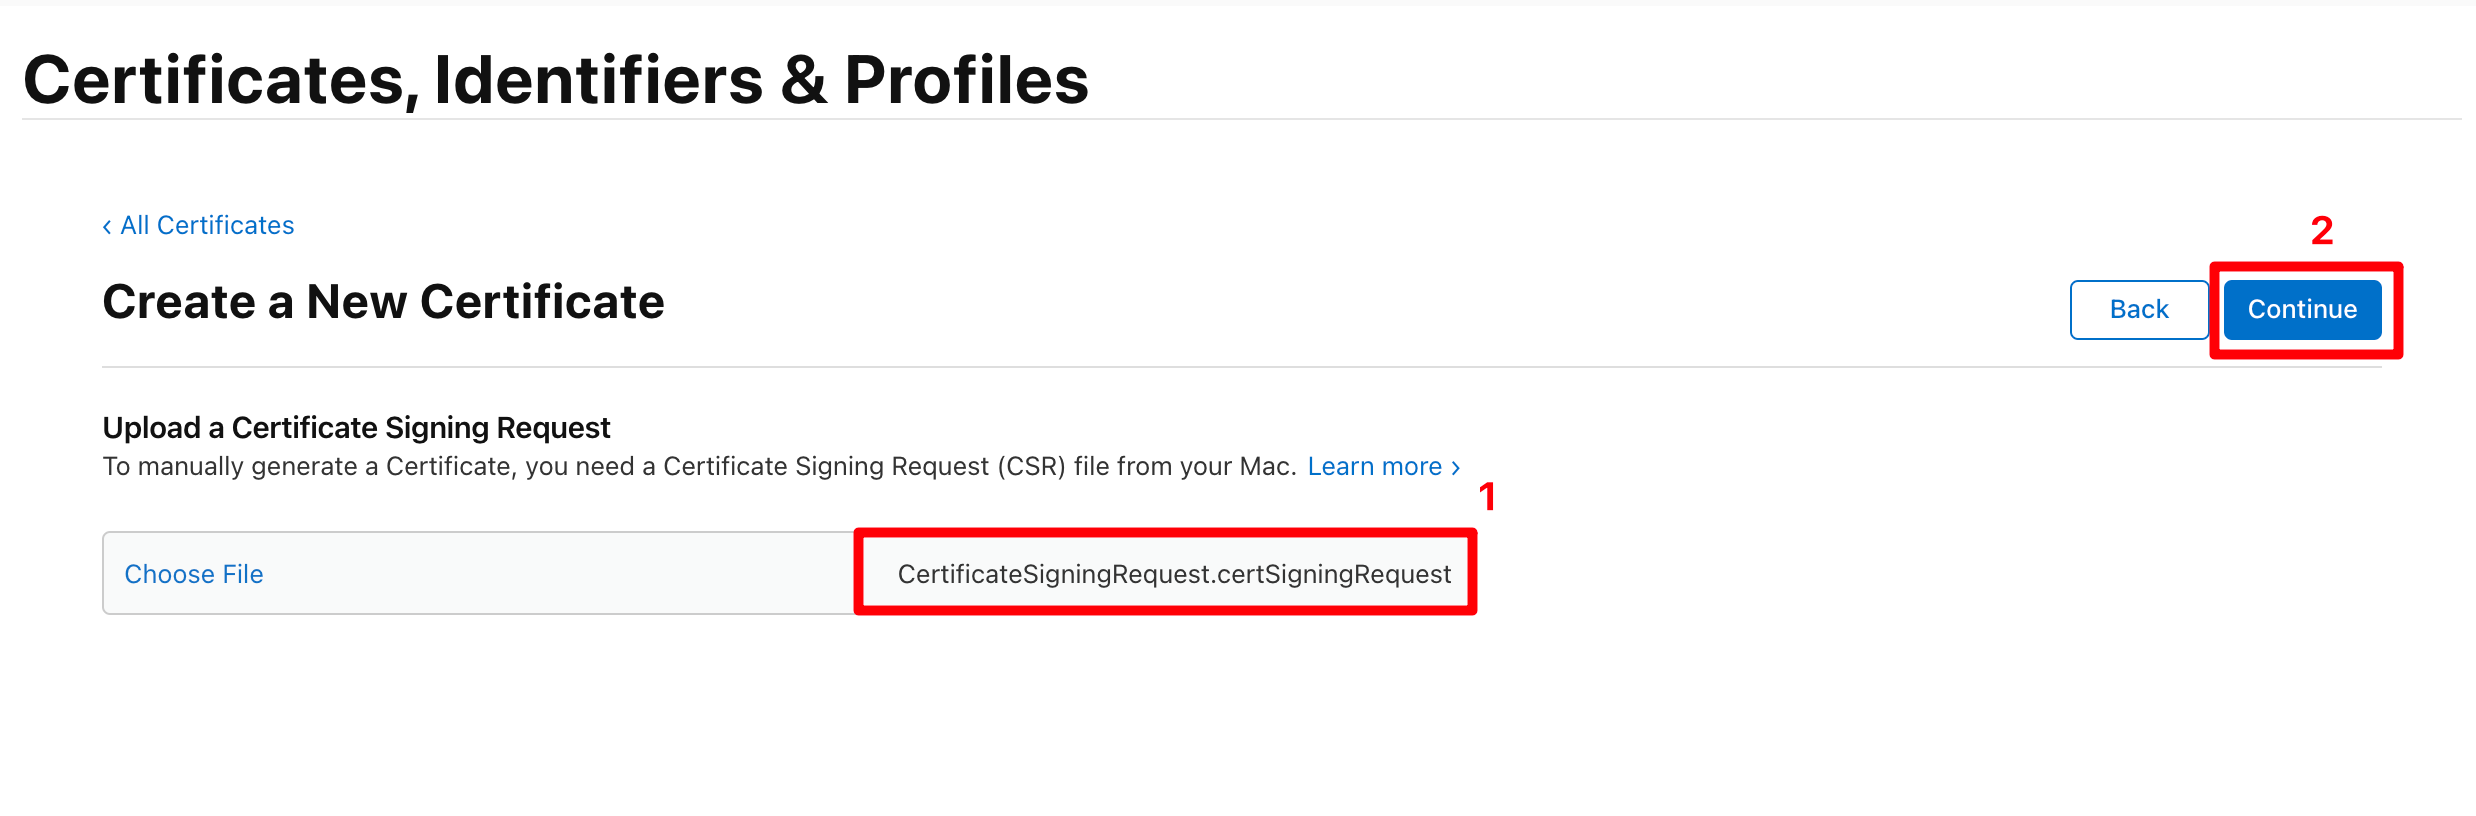 Certificates, Identifiers & Profiles
‹ All Certificates
2
Create a New Certificate
Back
Continue
Upload a Certificate Signing Request
To manually generate a Certificate, you need a Certificate Signing Request (CSR) file from your Mac. Learn more ›
1
Choose File
CertificateSigningRequest.certSigningRequest